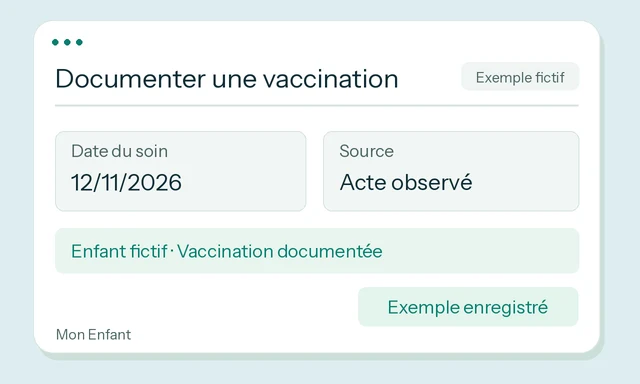 Documenter une vaccination
Exemple fictif
Date du soin
12/11/2026
Source
Acte observé
Enfant fictif · Vaccination documentée
Exemple enregistré
Mon Enfant